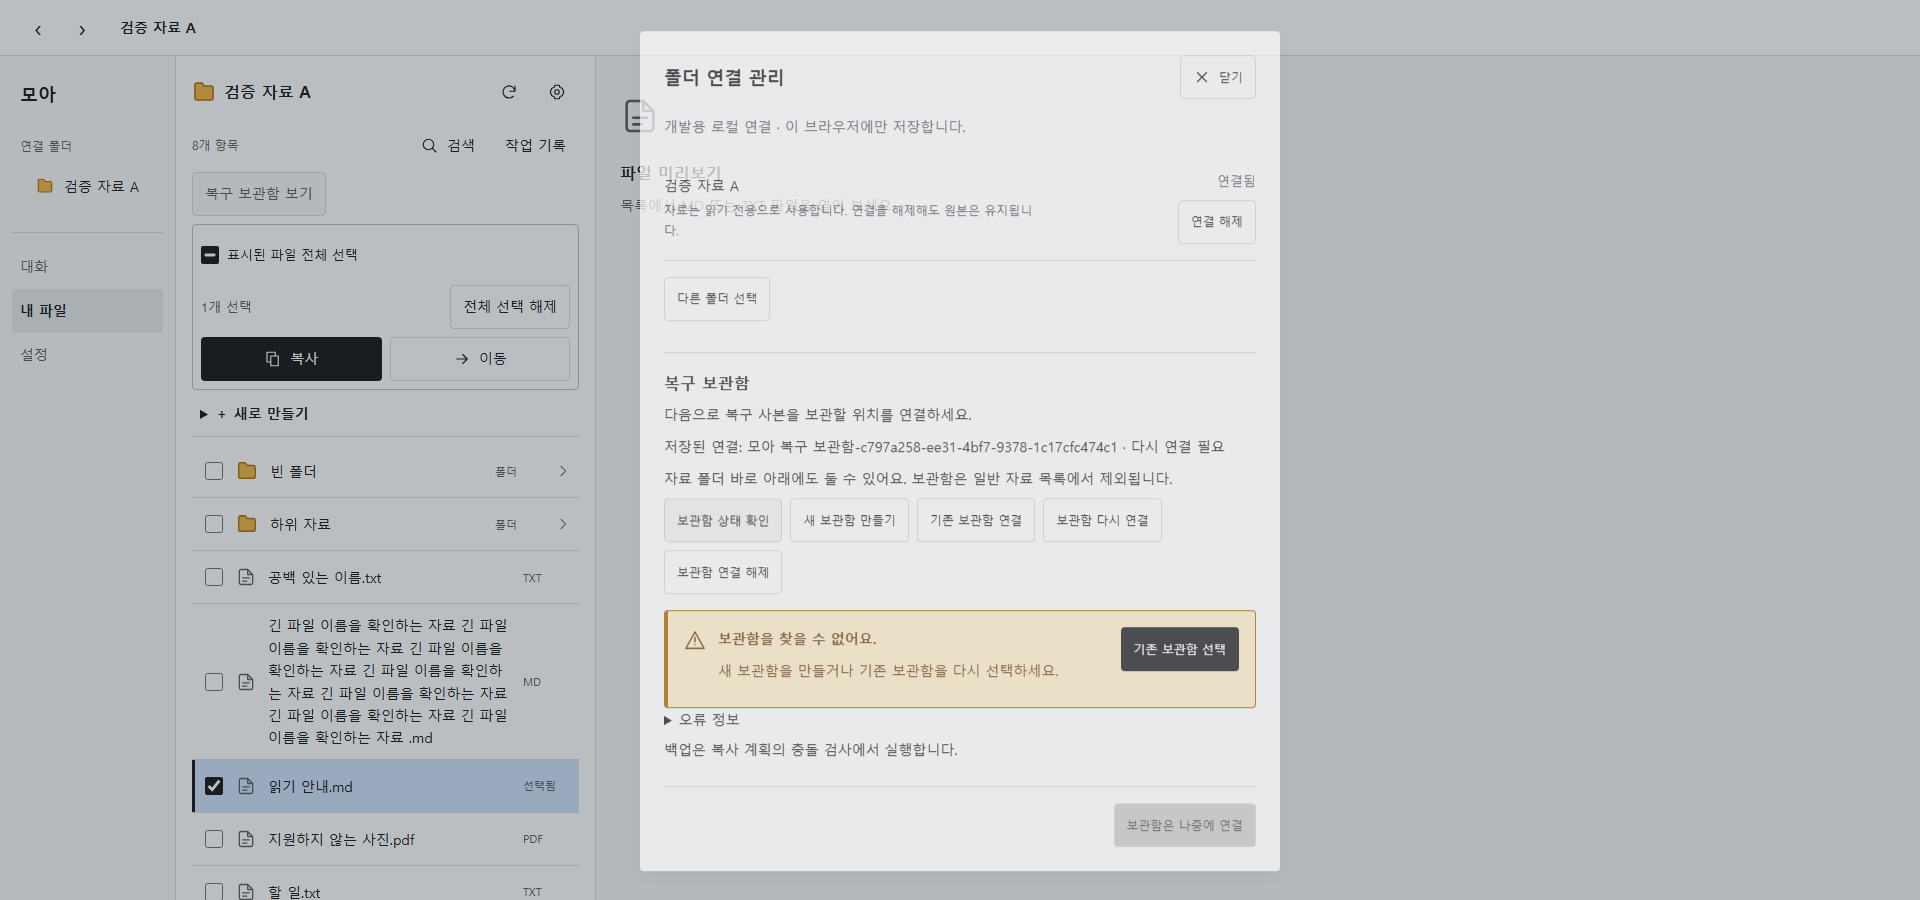 검증 자료 A
모아
연결 폴더
검증 자료 A
대화
내 파일
설정
검증 자료 A
8개 항목
검색
작업 기록
복구 보관함 보기
표시된 파일 전체 선택
1개 선택
전체 선택 해제
복사
이동
+ 새로 만들기
빈 폴더 폴더
하위 자료 폴더
공백 있는 이름.txt TXT
긴 파일 이름을 확인하는 자료 긴 파일
이름을 확인하는 자료 긴 파일 이름을
확인하는 자료 긴 파일 이름을 확인하
는 자료 긴 파일 이름을 확인하는 자료
긴 파일 이름을 확인하는 자료 긴 파일
이름을 확인하는 자료 .md
MD
읽기 안내.md 선택됨
지원하지 않는 사진.pdf PDF
할 일.txt TXT
파일 미리보기
목록에서 MD 또는 TXT 파일을
폴더 연결 관리
닫기
개발용 로컬 연결 · 이 브라우저에만 저장합니다.
검증 자료 A
연결됨
자료는 읽기 전용으로 사용합니다. 연결을 해제해도 원본은 유지됩니
다.
연결 해제
다른 폴더 선택
복구 보관함
다음으로 복구 사본을 보관할 위치를 연결하세요.
저장된 연결: 모아 복구 보관함-c797a258-ee31-4bf7-9378-1c17cfc474c1 · 다시 연결 필요
자료 폴더 바로 아래에도 둘 수 있어요. 보관함은 일반 자료 목록에서 제외됩니다.
보관함 상태 확인
새 보관함 만들기
기존 보관함 연결
보관함 다시 연결
보관함 연결 해제
보관함을 찾을 수 없어요.
새 보관함을 만들거나 기존 보관함을 다시 선택하세요.
기존 보관함 선택
오류 정보
백업은 복사 계획의 충돌 검사에서 실행합니다.
보관함은 나중에 연결